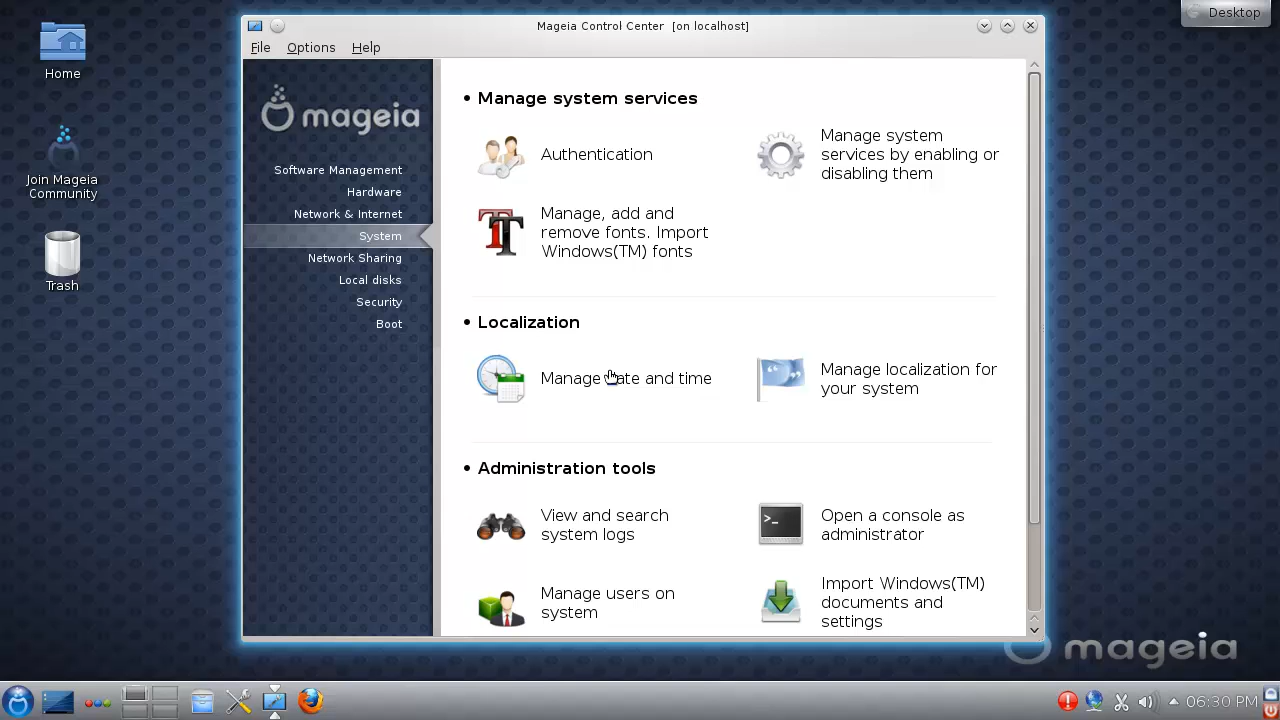 Mageia Control Center [on localhost]
Desktop
File Options Help
Home
Join Mageia
Community
Trash
mageia
Software Management
Hardware
Network & Internet
System
Network Sharing
Local disks
Security
Boot
• Manage system services
Authentication
Manage system
services by enabling or
disabling them
Manage, add and
remove fonts. Import
Windows(TM) fonts
• Localization
Manage date and time
Manage localization for
your system
• Administration tools
View and search
system logs
Open a console as
administrator
Manage users on
system
Import Windows(TM)
documents and
settings
mageia
06:30 PM